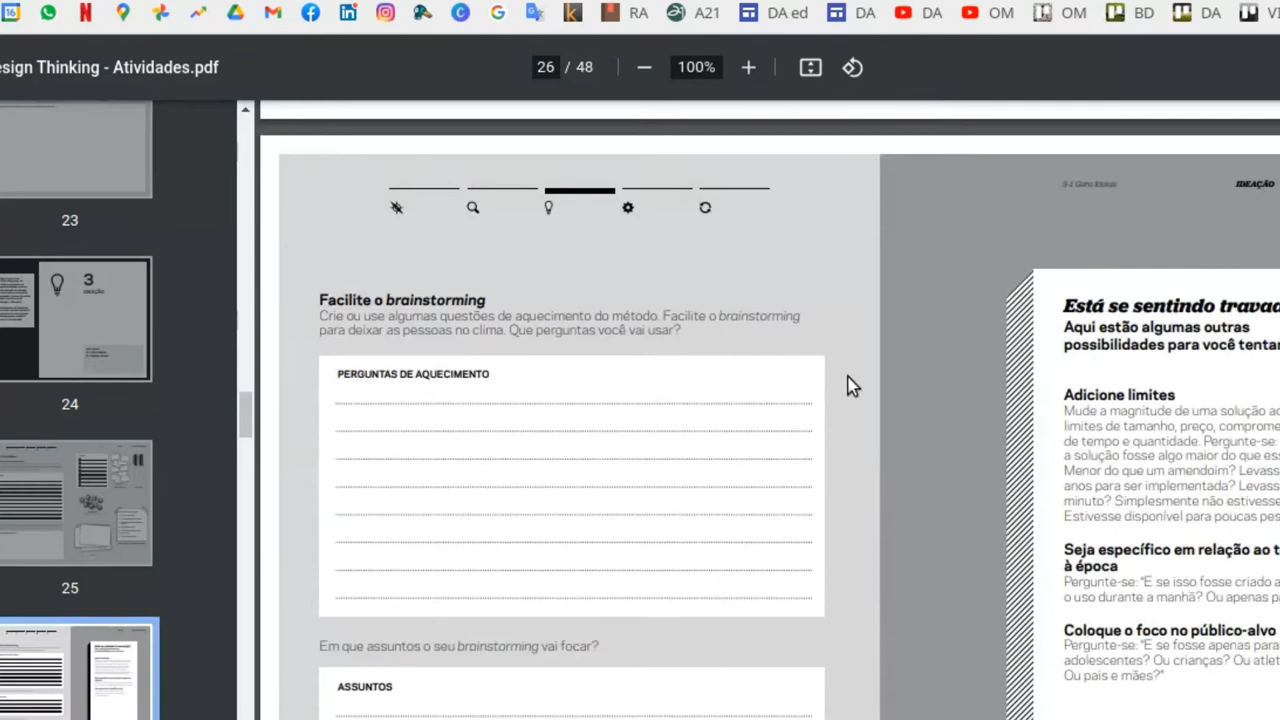 16
RA
A21
DA ed
DA
DA
OM
OM
BD
DA
esign Thinking - Atividades.pdf
26 / 48
100%
23
3
24
25
IDEAÇÃO
Facilite o brainstorming
Crie ou use algumas questões de aquecimento do método. Facilite o brainstorming
para deixar as pessoas no clima. Que perguntas você vai usar?
PERGUNTAS DE AQUECIMENTO
Em que assuntos o seu brainstorming vai focar?
ASSUNTOS
Está se sentindo travad
Aqui estão algumas outras
possibilidades para você tentar
Adicione limites
Mude a magnitude de uma solução ao
limites de tamanho, preço, comprome
de tempo e quantidade. Pergunte-se:
a solução fosse algo maior do que ess
Menor do que um amendoim? Levass
anos para ser implementada? Levass
minuto? Simplesmente não estivesse
Estivesse disponível para poucas pes
Seja específico em relação ao t
à época
Pergunte-se: "E se isso fosse criado a
o uso durante a manhã? Ou apenas pa
Coloque o foco no público-alvo
Pergunte-se: "E se fosse apenas para
adolescentes? Ou crianças? Ou atlet
Ou pais e mães?"